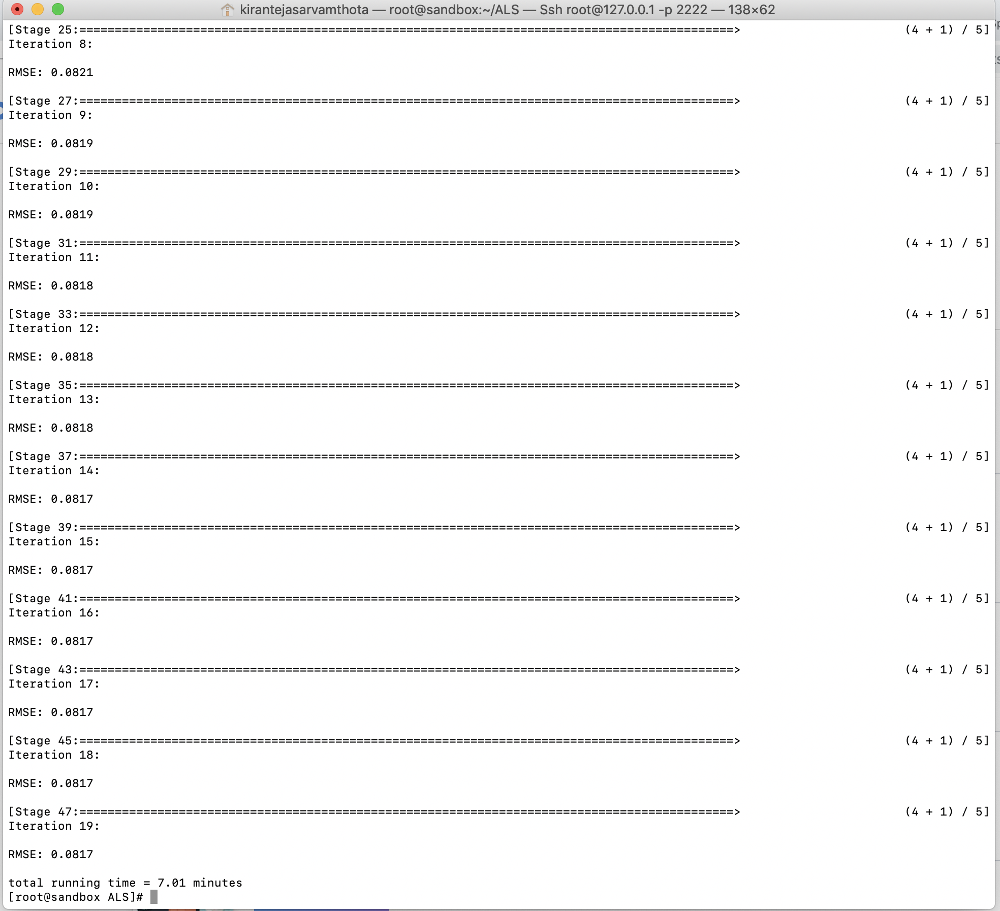 kirantejasarvamthota — root@sandbox:~/ALS — Ssh root@127.0.0.1 -p 2222 — 138×62
[Stage 25:============================================================================================> (4 + 1) / 5]
Iteration 8:
RMSE: 0.0821
[Stage 27:============================================================================================> (4 + 1) / 5]
Iteration 9:
RMSE: 0.0819
[Stage 29:============================================================================================> (4 + 1) / 5]
Iteration 10:
RMSE: 0.0819
[Stage 31:============================================================================================> (4 + 1) / 5]
Iteration 11:
RMSE: 0.0818
[Stage 33:============================================================================================> (4 + 1) / 5]
Iteration 12:
RMSE: 0.0818
[Stage 35:============================================================================================> (4 + 1) / 5]
Iteration 13:
RMSE: 0.0818
[Stage 37:============================================================================================> (4 + 1) / 5]
Iteration 14:
RMSE: 0.0817
[Stage 39:============================================================================================> (4 + 1) / 5]
Iteration 15:
RMSE: 0.0817
[Stage 41:============================================================================================> (4 + 1) / 5]
Iteration 16:
RMSE: 0.0817
[Stage 43:============================================================================================> (4 + 1) / 5]
Iteration 17:
RMSE: 0.0817
[Stage 45:============================================================================================> (4 + 1) / 5]
Iteration 18:
RMSE: 0.0817
[Stage 47:============================================================================================> (4 + 1) / 5]
Iteration 19:
RMSE: 0.0817
total running time = 7.01 minutes
[root@sandbox ALS]#